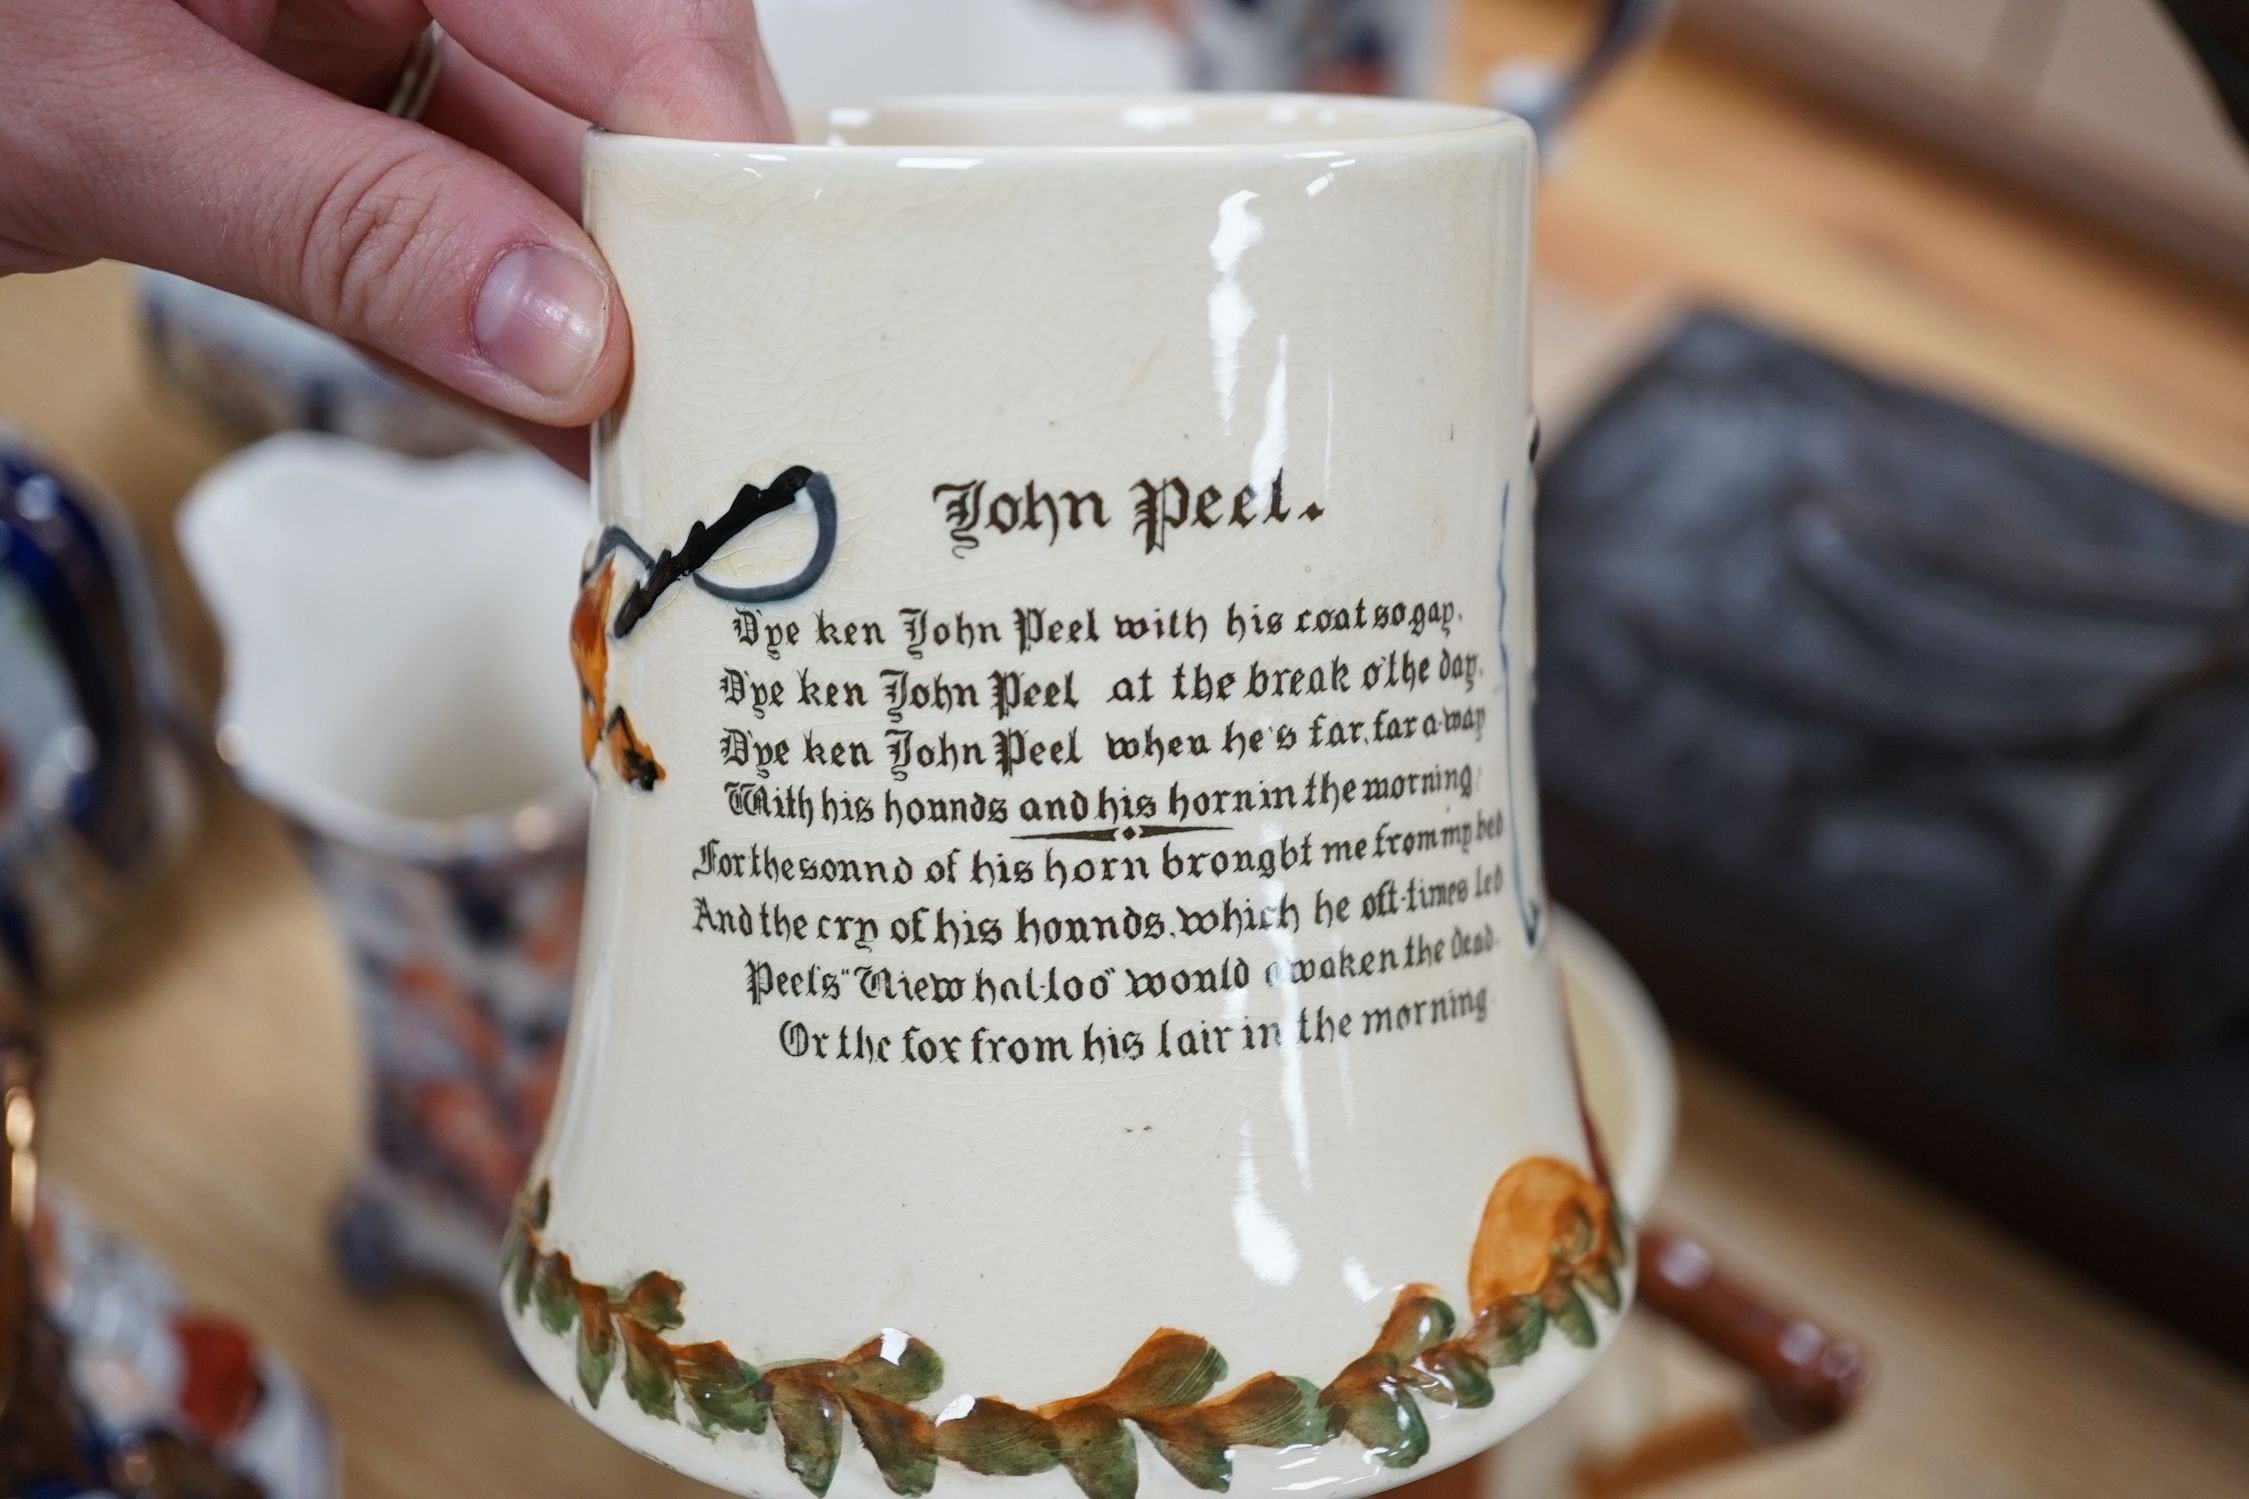 John Peel.
D'ye ken John Peel with his coat so gay.
D'ye ken John Peel at the break o' the day.
D'ye ken John Peel when he's far, far a-way
With his hounds and his horn in the morning.
For the sound of his horn brought me from my bed
And the cry of his hounds, which he oft-times led
Peel's "View hal-loo" would awaken the dead.
Or the fox from his lair in the morning.